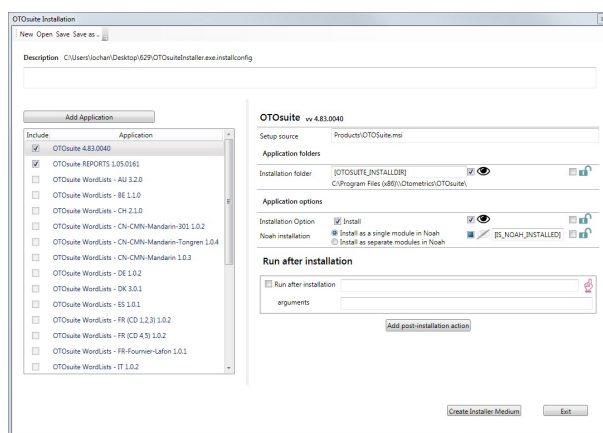 OTOsuite Installation
New Open Save Save as ..
Description C:\Users\lochan\Desktop\629\OTOsuiteInstaller.exe.installconfig
Add Application
Include Application
OTOsuite 4.83.0040
OTOsuite REPORTS 1.05.0161
OTOsuite WordLists - AU 3.2.0
OTOsuite WordLists - BE 1.1.0
OTOsuite WordLists - CH 2.1.0
OTOsuite WordLists - CN-CMN-Mandarin-301 1.0.2
OTOsuite WordLists - CN-CMN-Mandarin-Tongren 1.0.4
OTOsuite WordLists - CN-CMN-Mandarin 1.0.3
OTOsuite WordLists - DE 1.0.2
OTOsuite WordLists - DK 3.0.1
OTOsuite WordLists - ES 1.0.1
OTOsuite WordLists - FR (CD 1,2,3) 1.0.2
OTOsuite WordLists - FR (CD 4,5) 1.0.2
OTOsuite WordLists - FR-Fournier-Lafon 1.0.1
OTOsuite WordLists - IT 1.0.2
OTOsuite vv 4.83.0040
Setup source Products\OTOSuite.msi
Application folders
Installation folder [OTOSUITE_INSTALLDIR]
C:\Program Files (x86)\\Otometrics\OTOsuite\
Application options
Installation Option Install
Noah installation Install as a single module in Noah [IS_NOAH_INSTALLED]
Install as separate modules in Noah
Run after installation
Run after installation
arguments
Add post-installation action
Create Installer Medium Exit